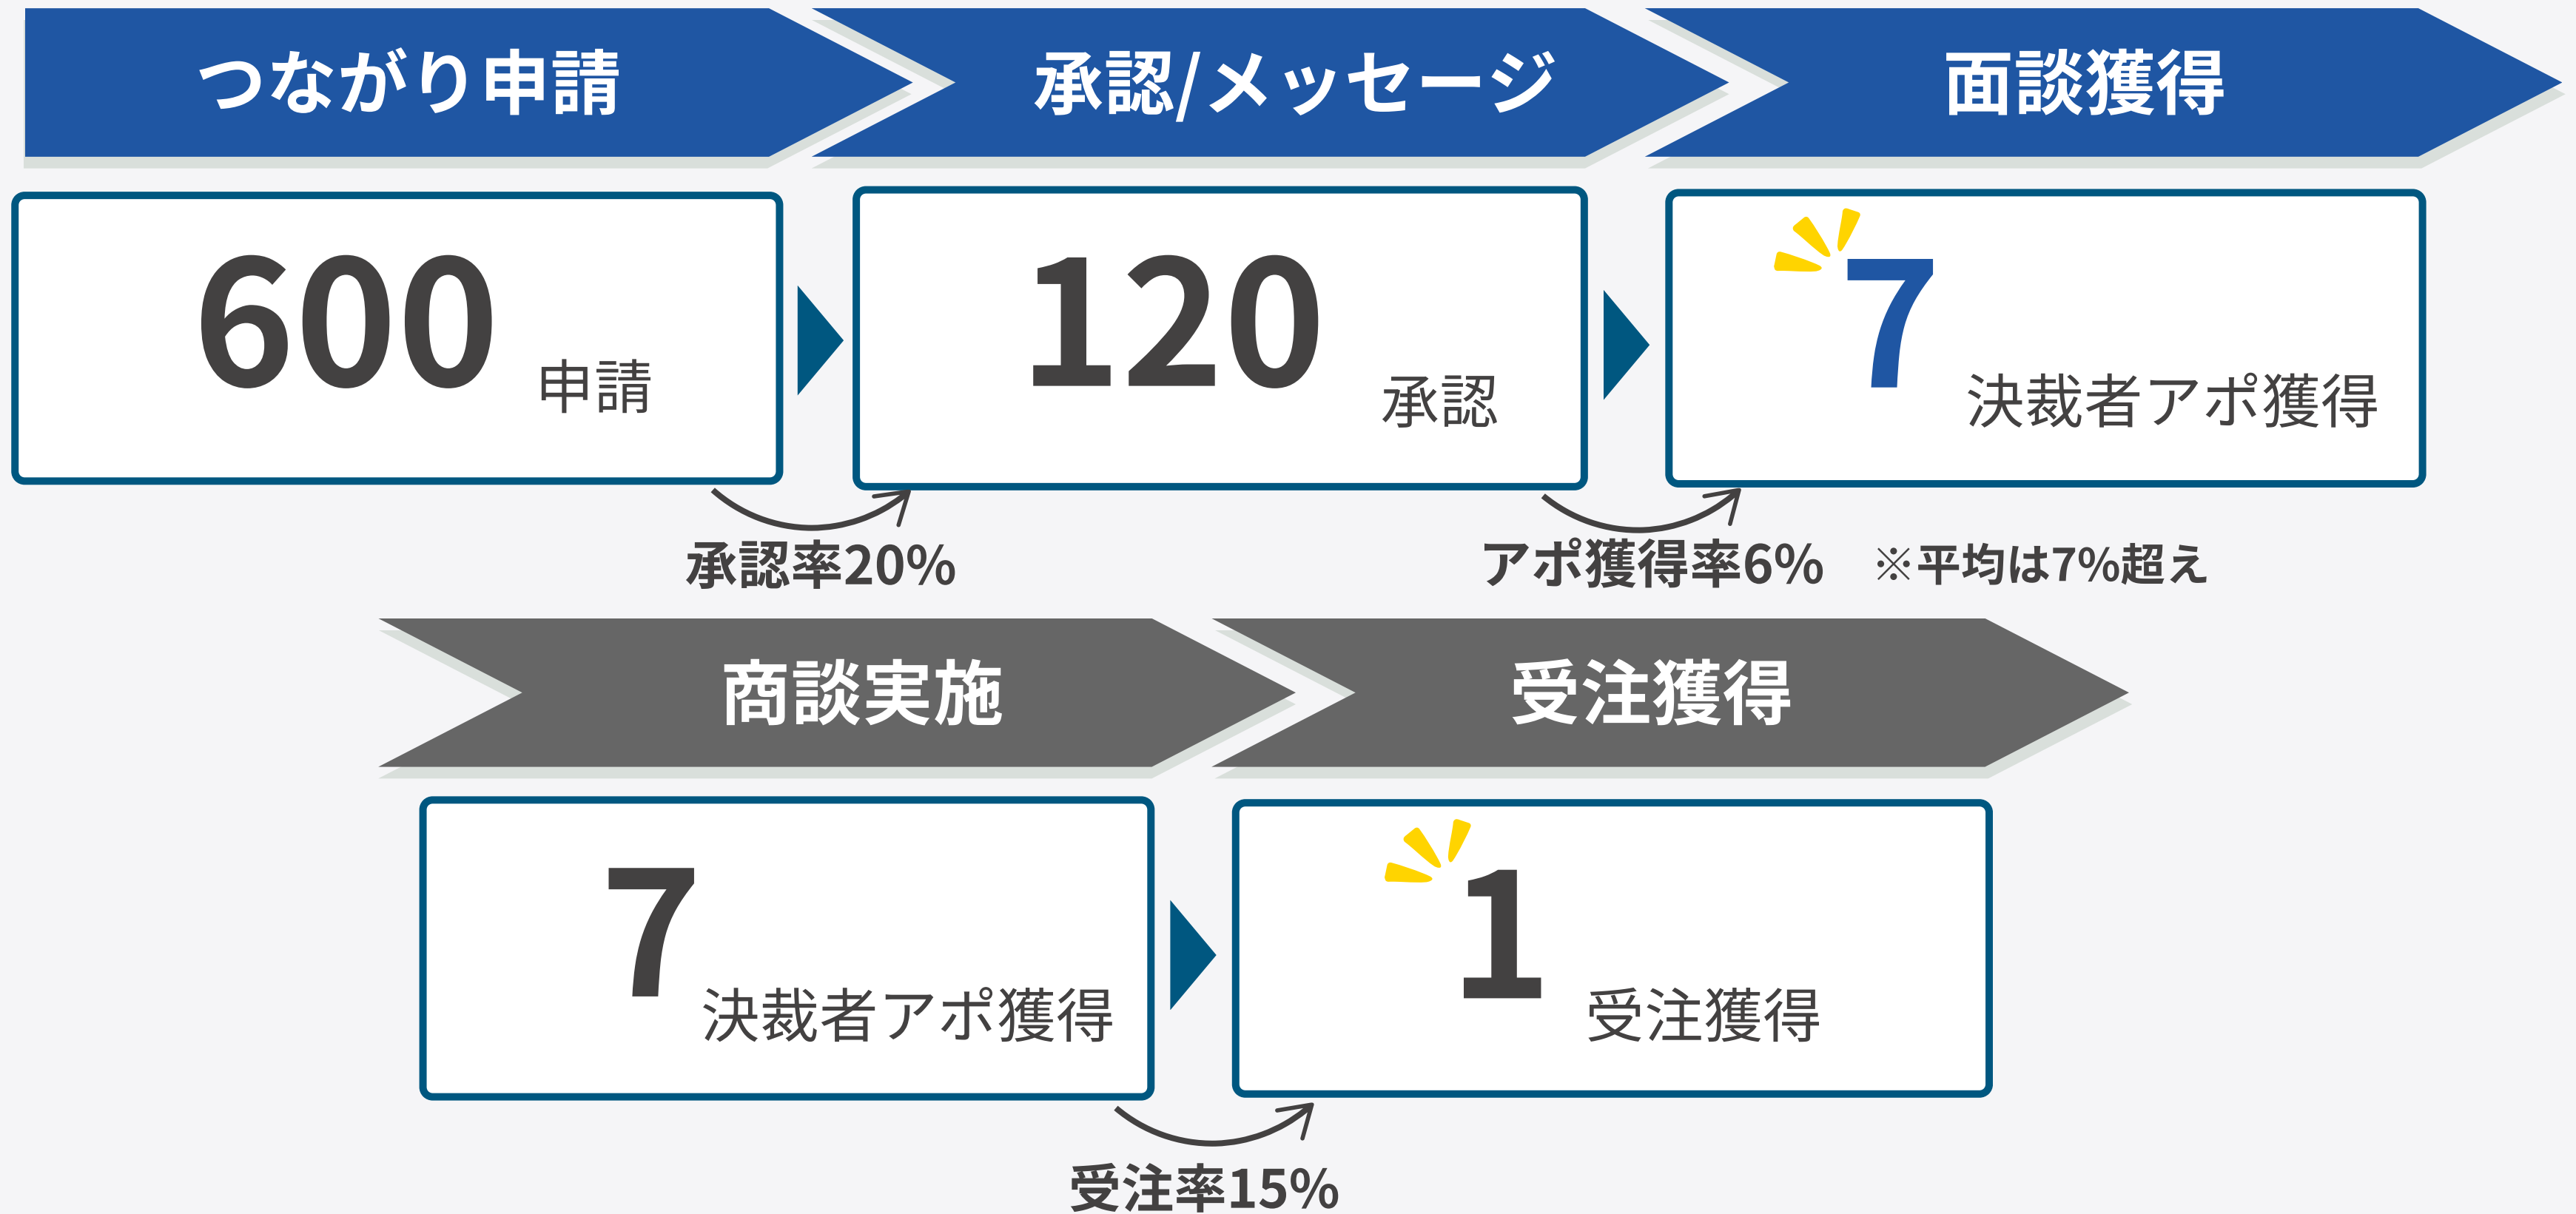 つながり申請
承認/メッセージ
面談獲得
600 申請
120 承認
7 決裁者アポ獲得
承認率20%
アポ獲得率6% ※平均は7%超え
商談実施
受注獲得
7 決裁者アポ獲得
1 受注獲得
受注率15%